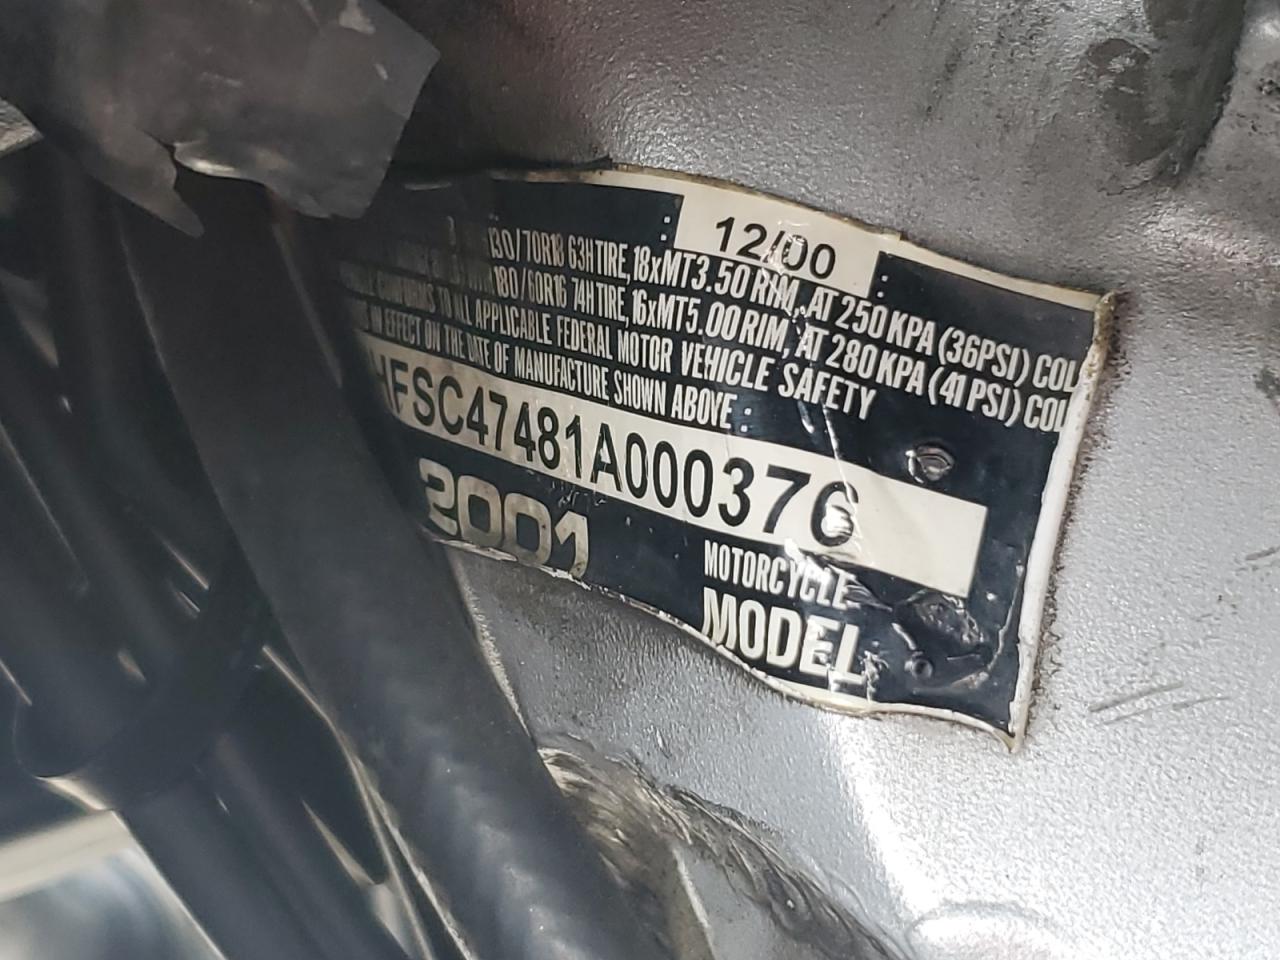 : 12/00 :
130/70R18 63H TIRE, 18xMT3.50 RIM, AT 250 KPA (36PSI) COL
180/60R16 74H TIRE, 16xMT5.00 RIM, AT 280 KPA (41 PSI) COL
CONFORMS TO ALL APPLICABLE FEDERAL MOTOR VEHICLE SAFETY
IN EFFECT ON THE DATE OF MANUFACTURE SHOWN ABOVE :
HFSC47481A000376
2001
MOTORCYCLE
MODEL